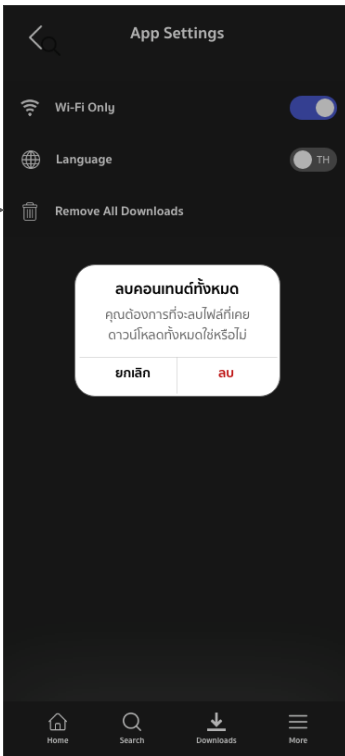 App Settings
Wi-Fi Only
Language
TH
Remove All Downloads
ลบคอนเทนต์ทั้งหมด
คุณต้องการที่จะลบไฟล์ที่เคย
ดาวน์โหลดทั้งหมดใช่หรือไม่
ยกเลิก ลบ
Home Search Downloads More